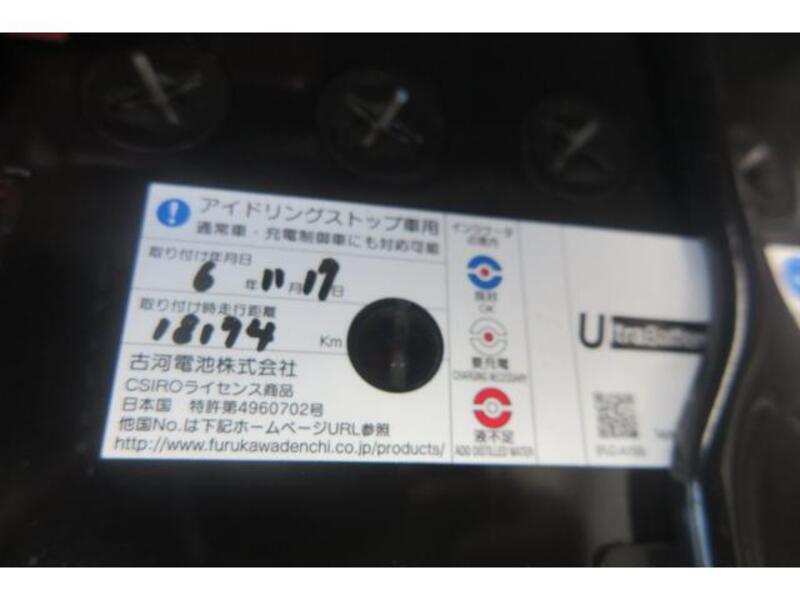 アイドリングストップ車用
通常車・充電制御車にも対応可能
取り付け年月日
6 年 11 月 17 日
取り付け時走行距離
18194 Km
古河電池株式会社
CSIROライセンス商品
日本国 特許第4960702号
他国No.は下記ホームページURL参照
http://www.furukawadenchi.co.jp/products/
インジケータ
の見方
良好
OK
要充電
CHARGING NECESSARY
液不足
ADD DISTILLED WATER
UltraBattery